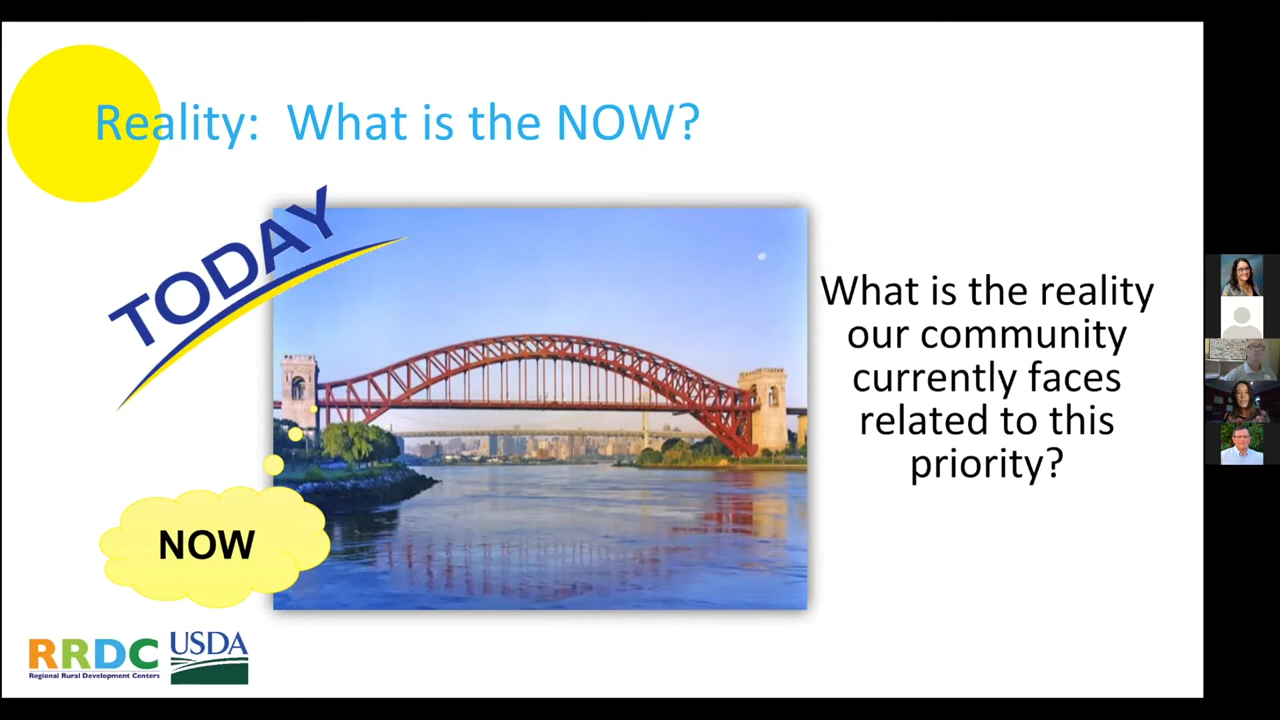 Reality:  What is the NOW?
TODAY
What is the reality
our community
currently faces
related to this
priority?
NOW
RRDC
Regional Rural Development Centers
USDA